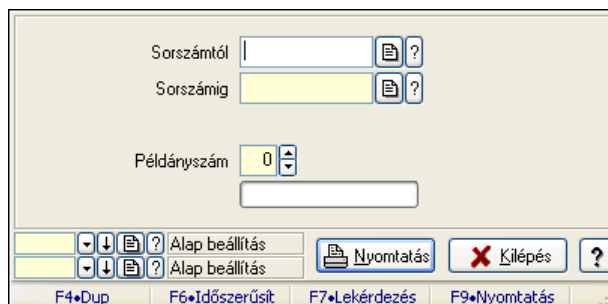 Sorszámtól ?
Sorszámig ?
Példányszám 0
? Alap beállítás
? Alap beállítás
Nyomtatás Kilépés ?
F4•Dup F6•Időszerűsít F7•Lekérdezés F9•Nyomtatás